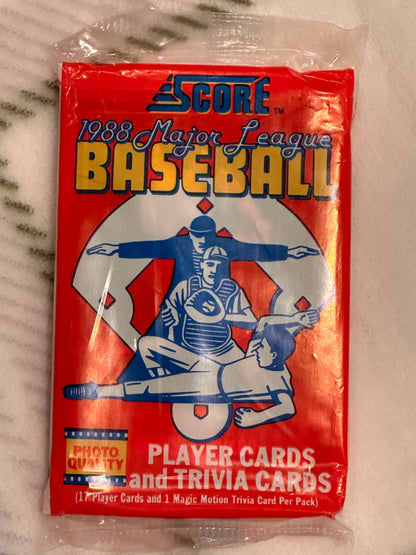 SCORE™
1988 Major League
BASEBALL
PHOTO
QUALITY
PLAYER CARDS
and TRIVIA CARDS
(17 Player Cards and 1 Magic Motion Trivia Card Per Pack)